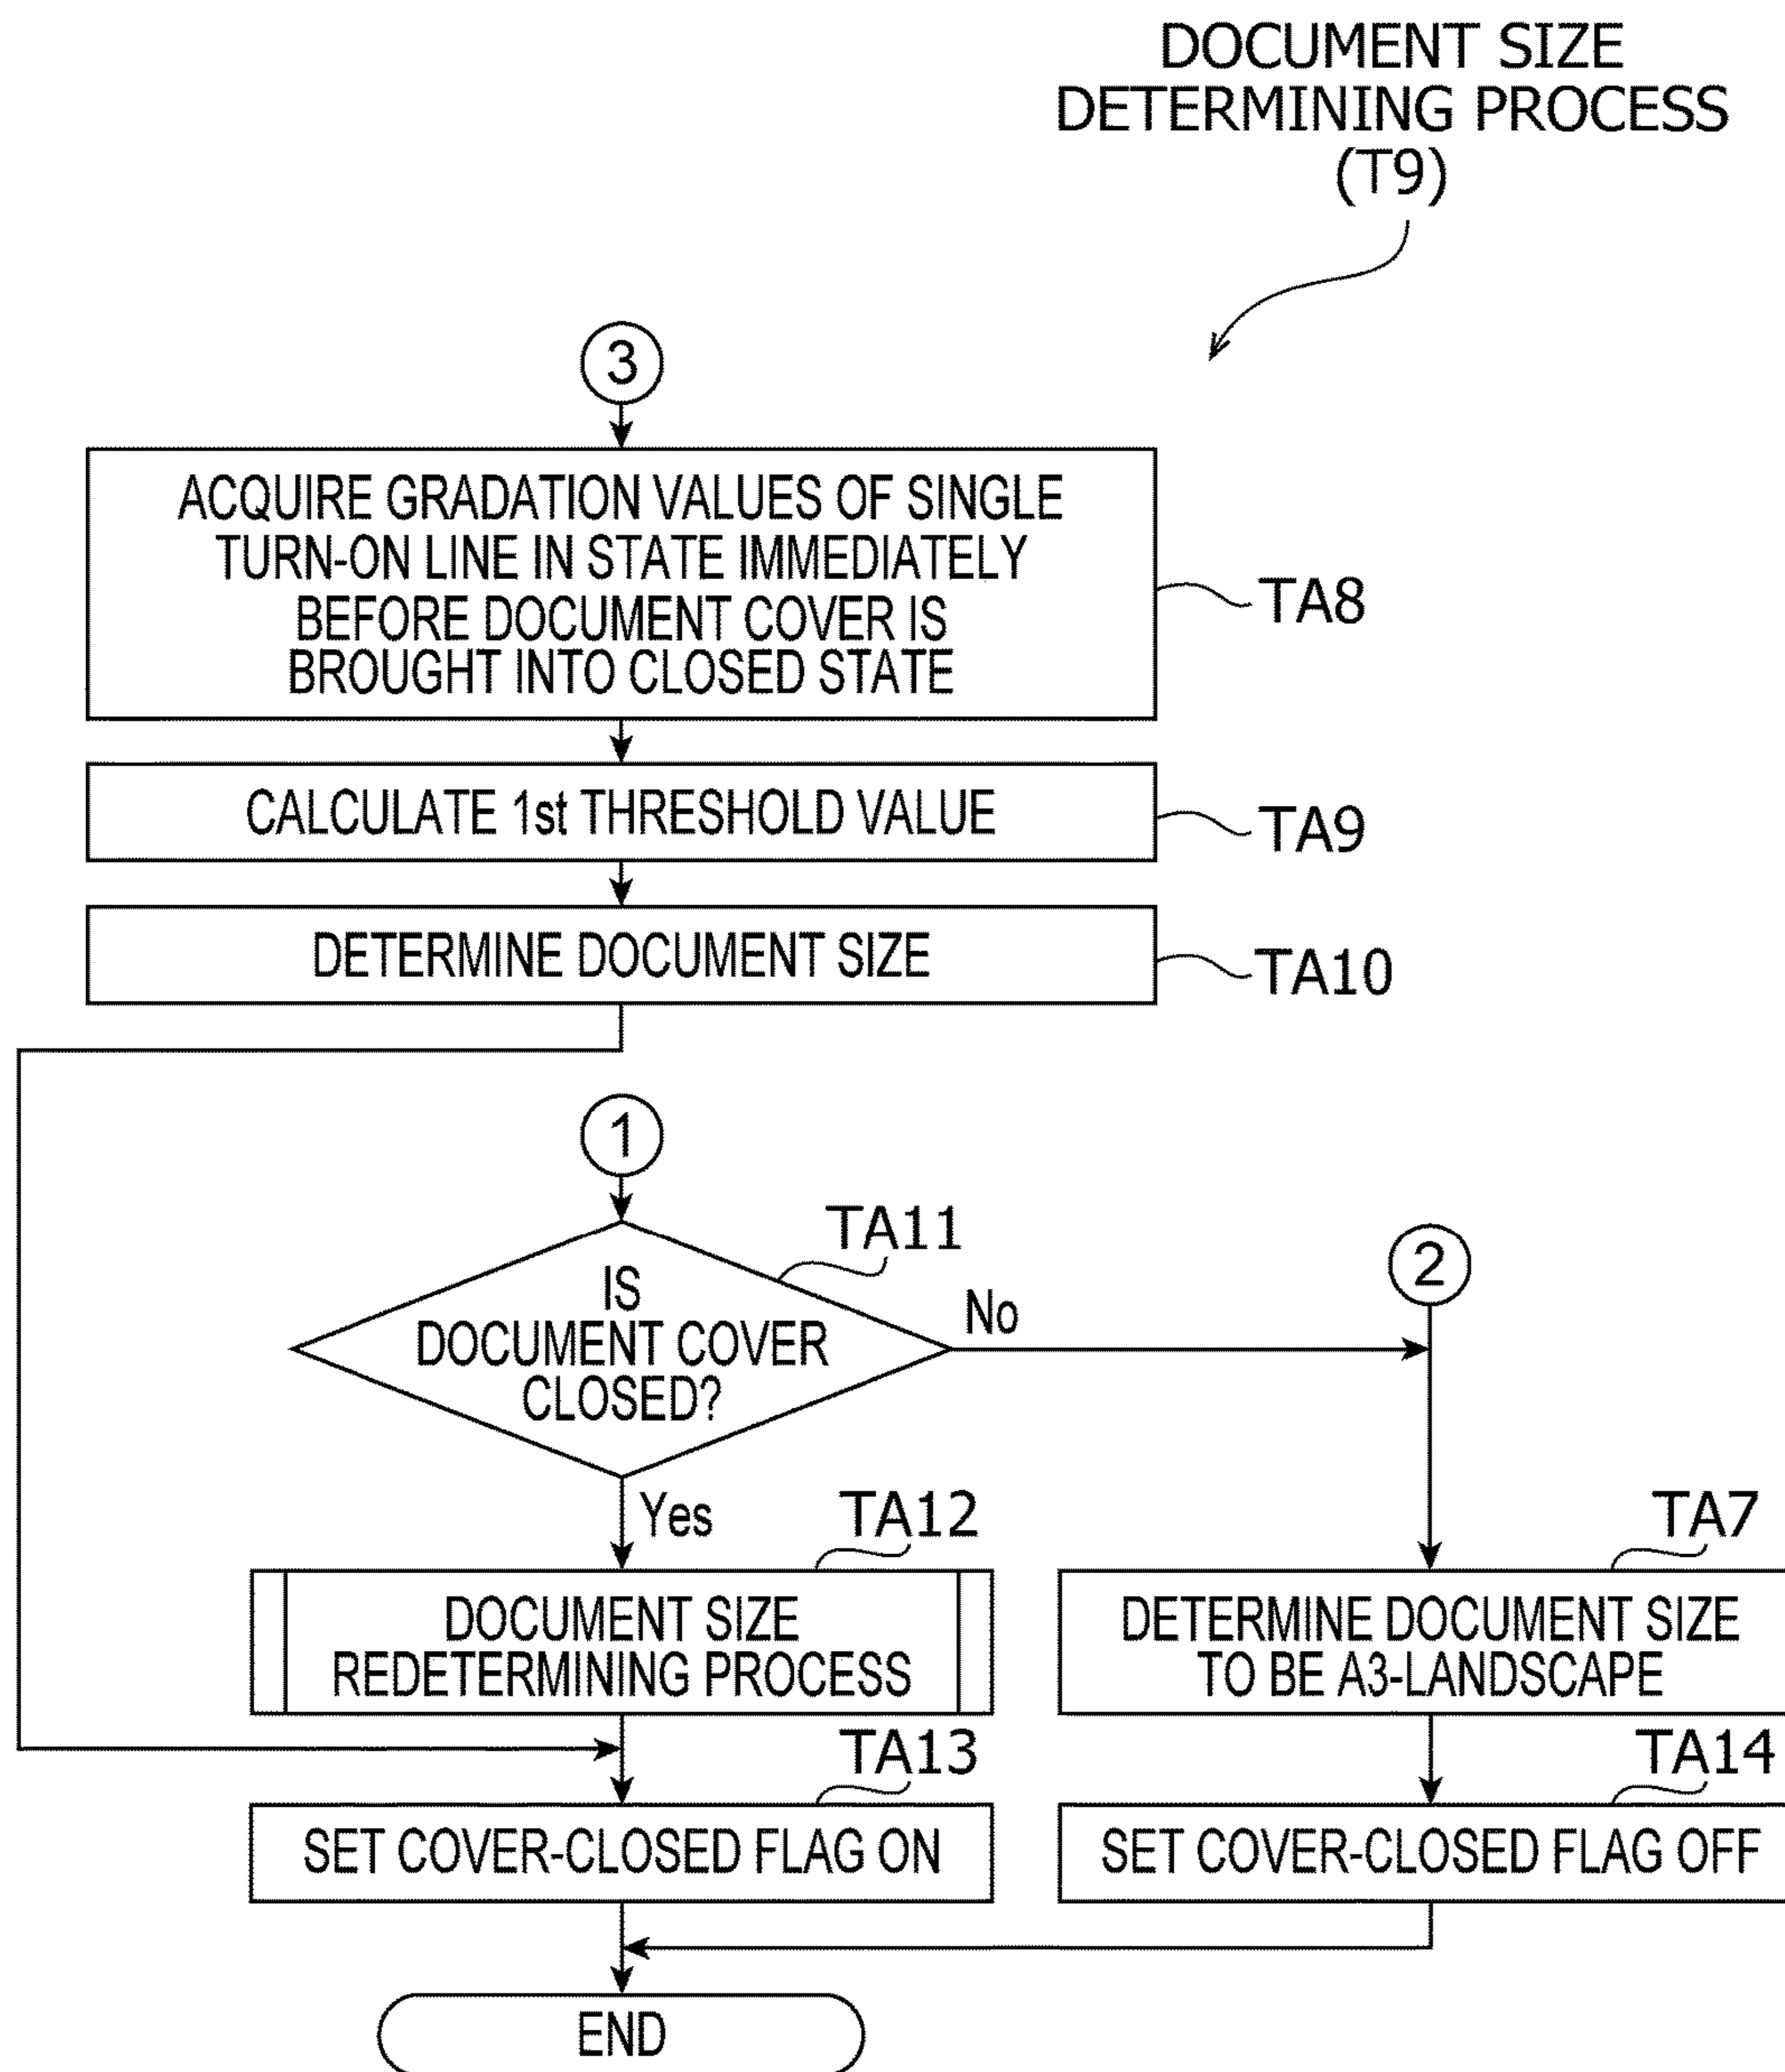 DOCUMENT SIZE
DETERMINING PROCESS
(T9)
3
ACQUIRE GRADATION VALUES OF SINGLE
TURN-ON LINE IN STATE IMMEDIATELY
BEFORE DOCUMENT COVER IS
BROUGHT INTO CLOSED STATE
TA8
CALCULATE 1st THRESHOLD VALUE
TA9
DETERMINE DOCUMENT SIZE
TA10
1
TA11
IS
DOCUMENT COVER
CLOSED?
No
2
Yes
TA12
DOCUMENT SIZE
REDETERMINING PROCESS
TA7
DETERMINE DOCUMENT SIZE
TO BE A3-LANDSCAPE
TA13
SET COVER-CLOSED FLAG ON
TA14
SET COVER-CLOSED FLAG OFF
END